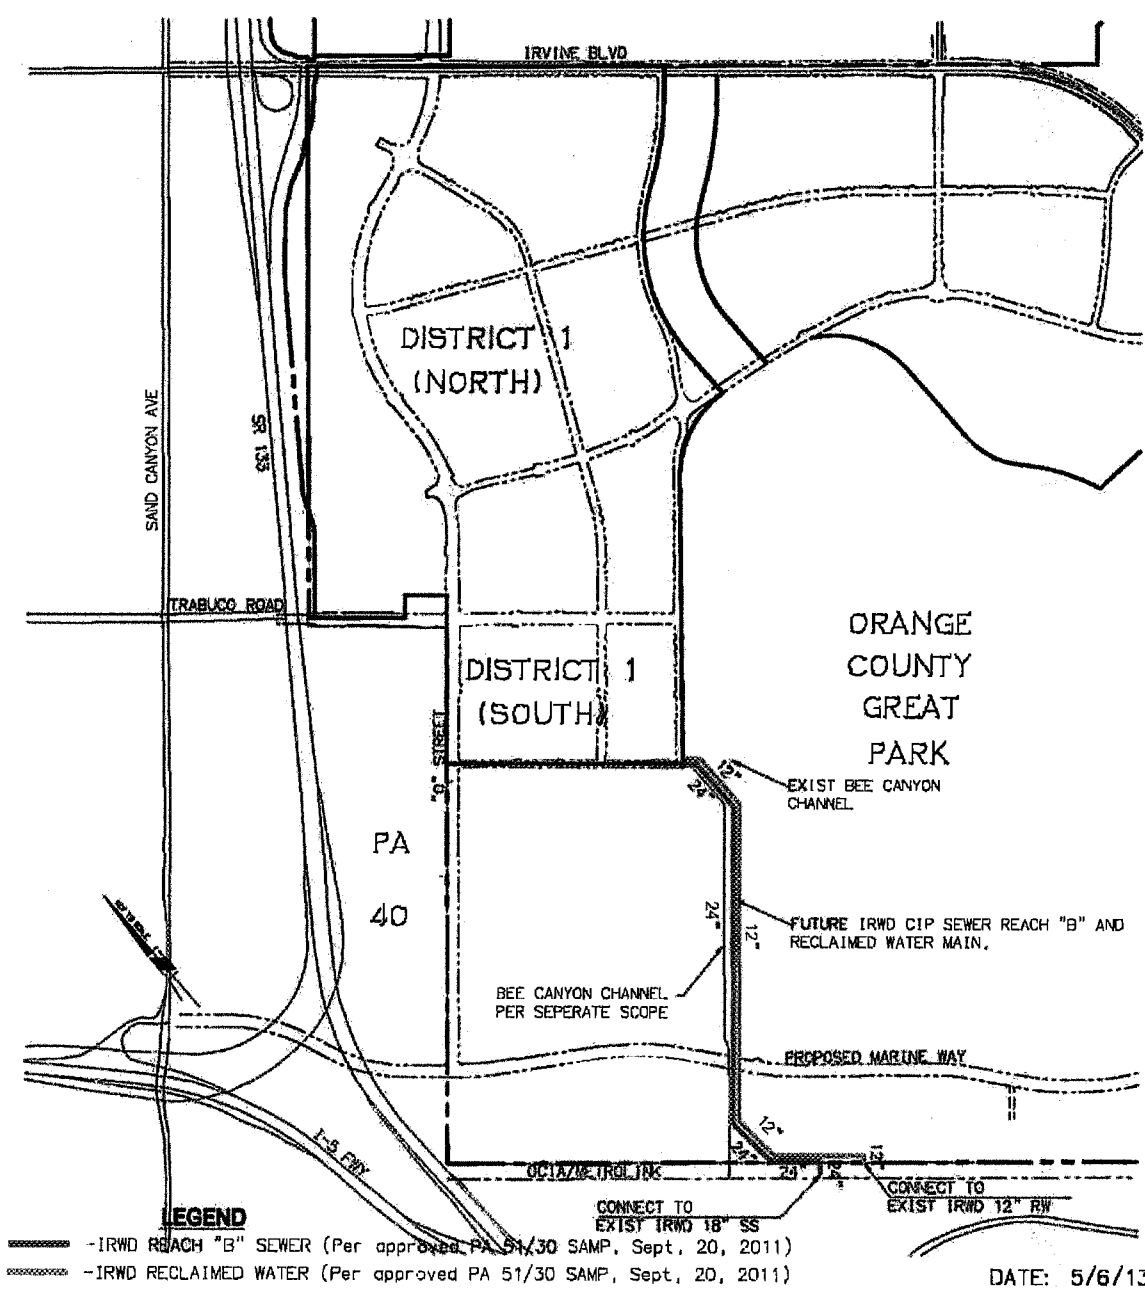 IRVINE BLVD
DISTRICT 1
(NORTH)
SAND CANYON AVE
SR 133
TRABUCO ROAD
ORANGE
COUNTY
GREAT
PARK
DISTRICT 1
(SOUTH)
STREET
12"
24"
EXIST BEE CANYON
CHANNEL
PA
40
24"
12"
FUTURE IRWD CIP SEWER REACH "B" AND
RECLAIMED WATER MAIN.
BEE CANYON CHANNEL
PER SEPERATE SCOPE
PROPOSED MARINE WAY
12"
24"
I-5 FWY
OCTA/METROLINK
24"
24"
12"
CONNECT TO
EXIST IRWD 18" SS
CONNECT TO
EXIST IRWD 12" RW
LEGEND
-IRWD REACH "B" SEWER (Per approved PA 51/30 SAMP, Sept, 20, 2011)
-IRWD RECLAIMED WATER (Per approved PA 51/30 SAMP, Sept, 20, 2011)
DATE: 5/6/13